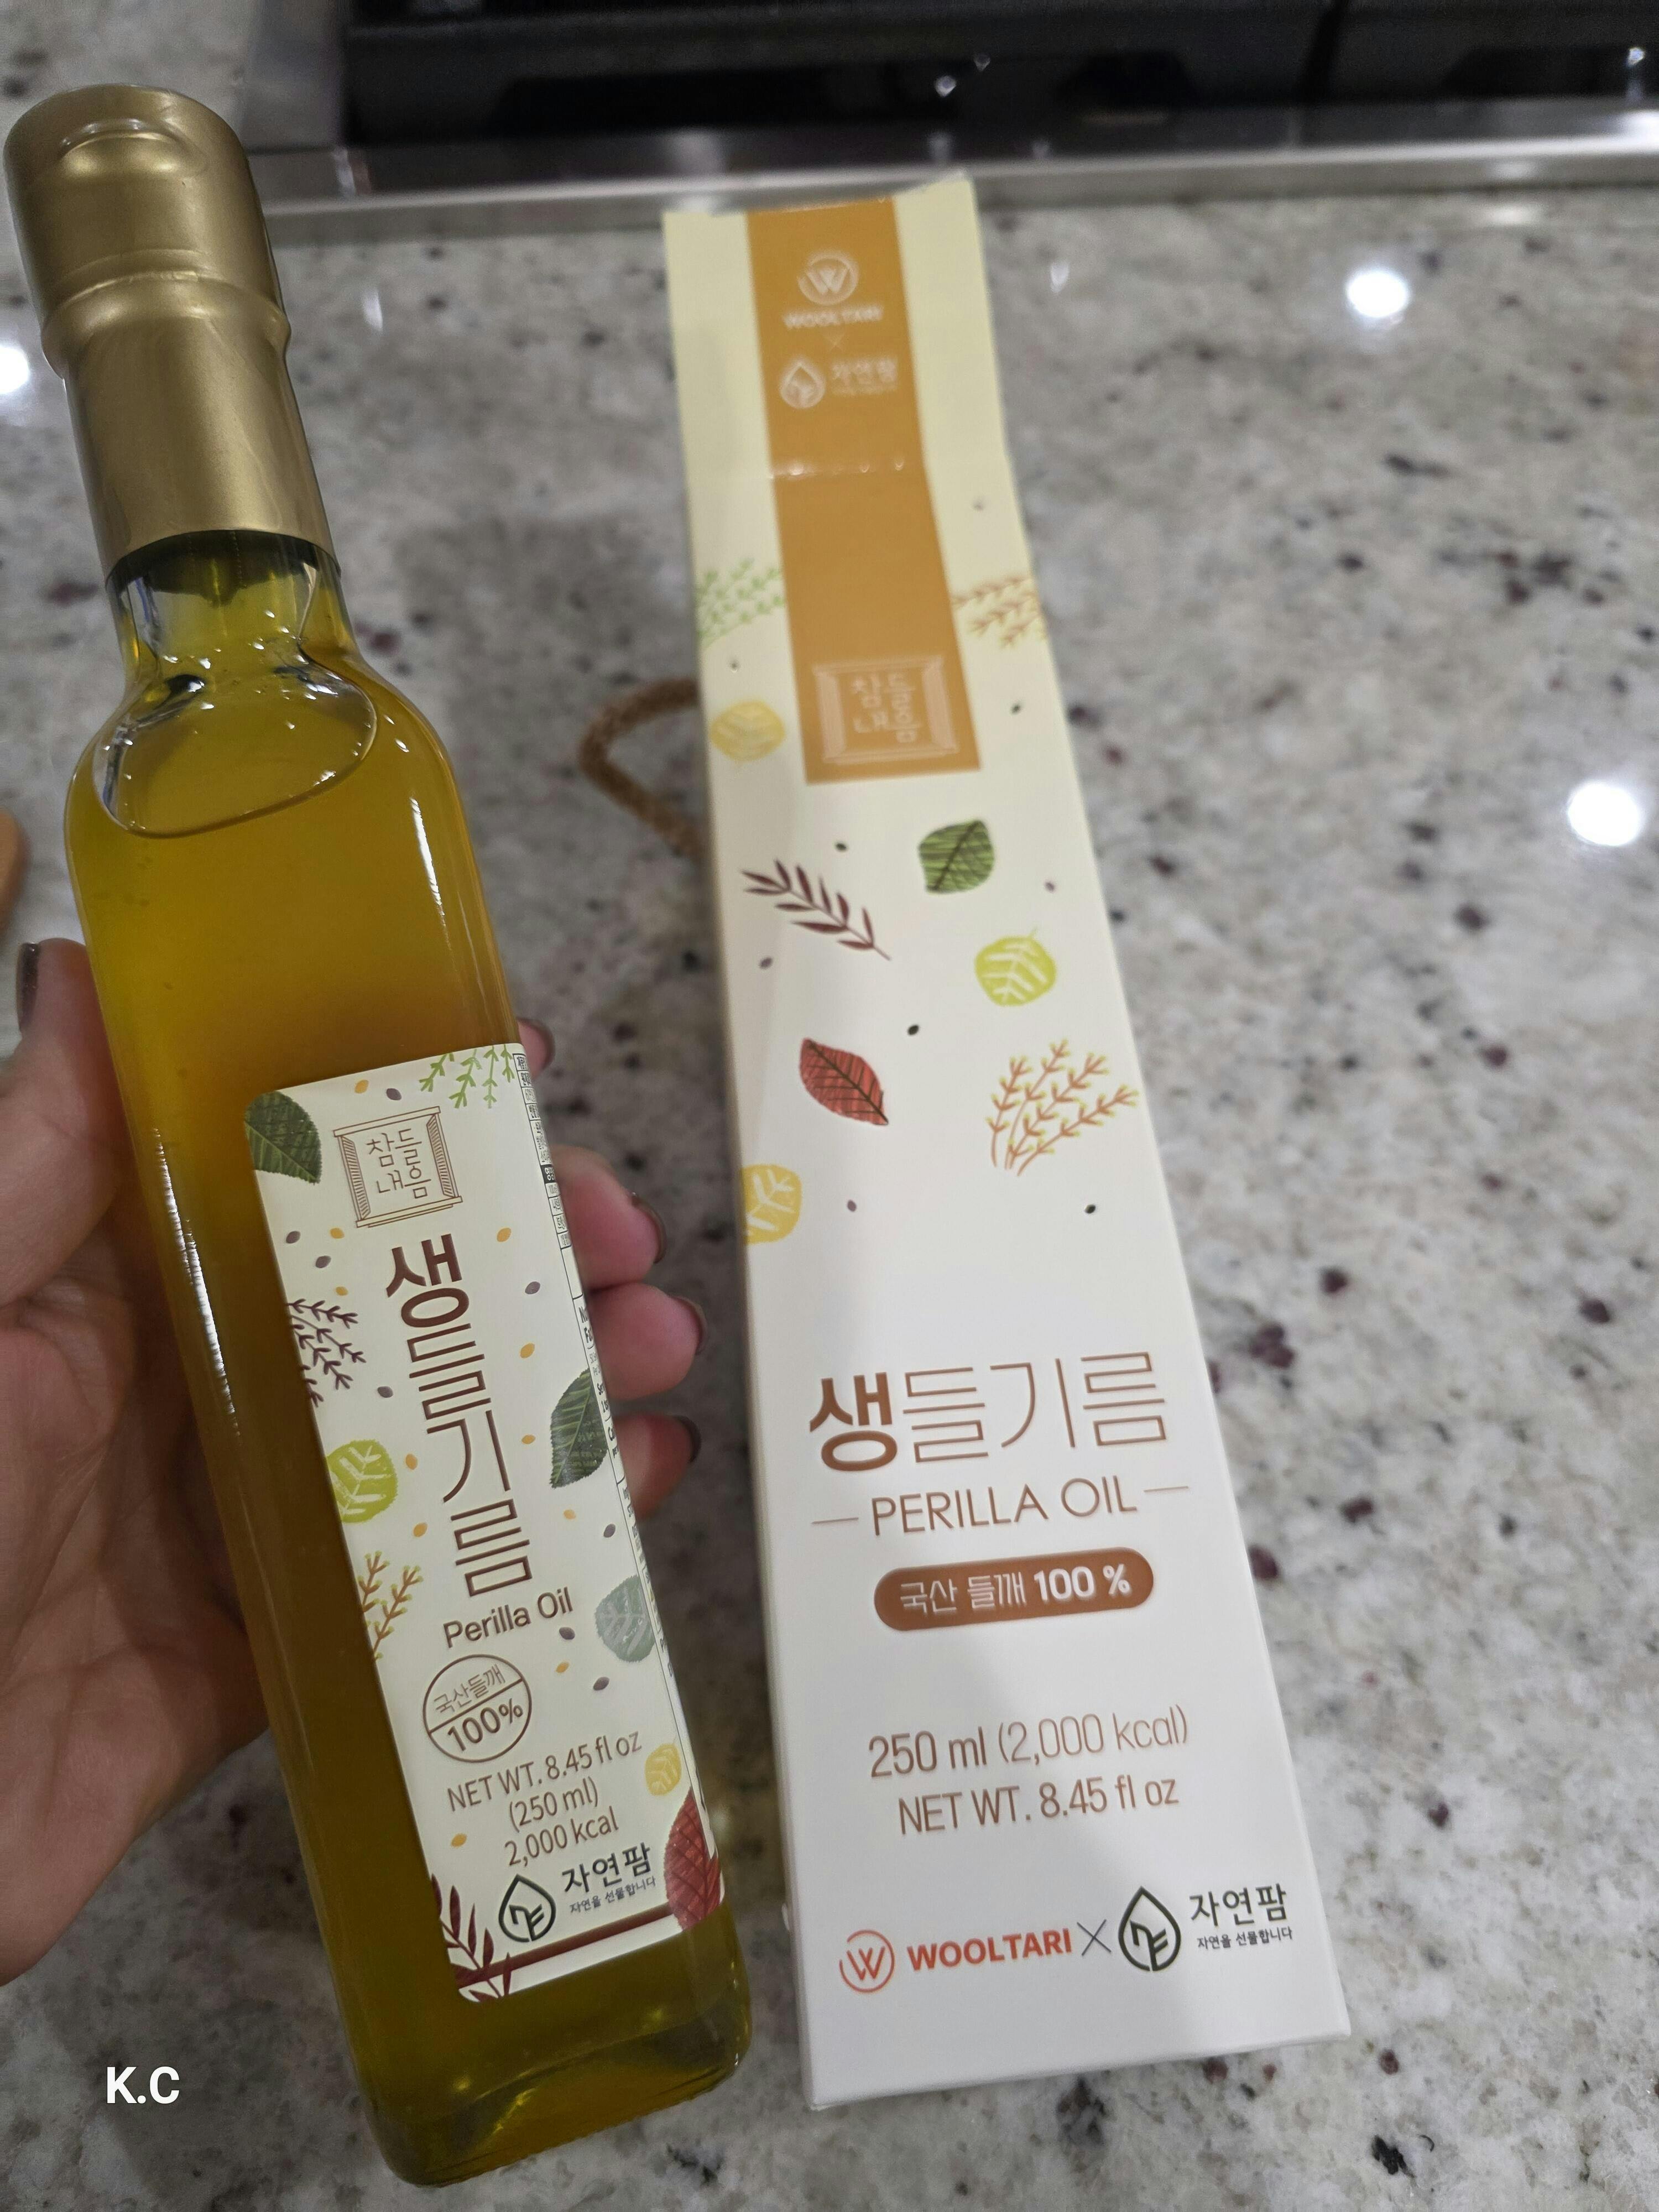 참들
내음
생들기름
Perilla Oil
국산들깨
100%
NET WT. 8.45 fl oz
(250 ml)
2,000 kcal
자연팜
자연을 선물합니다
WOOLTARI
×
자연팜
참들
내음
생들기름
PERILLA OIL
국산 들깨 100 %
250 ml (2,000 kcal)
NET WT. 8.45 fl oz
WOOLTARI × 자연팜
자연을 선물합니다
K.C